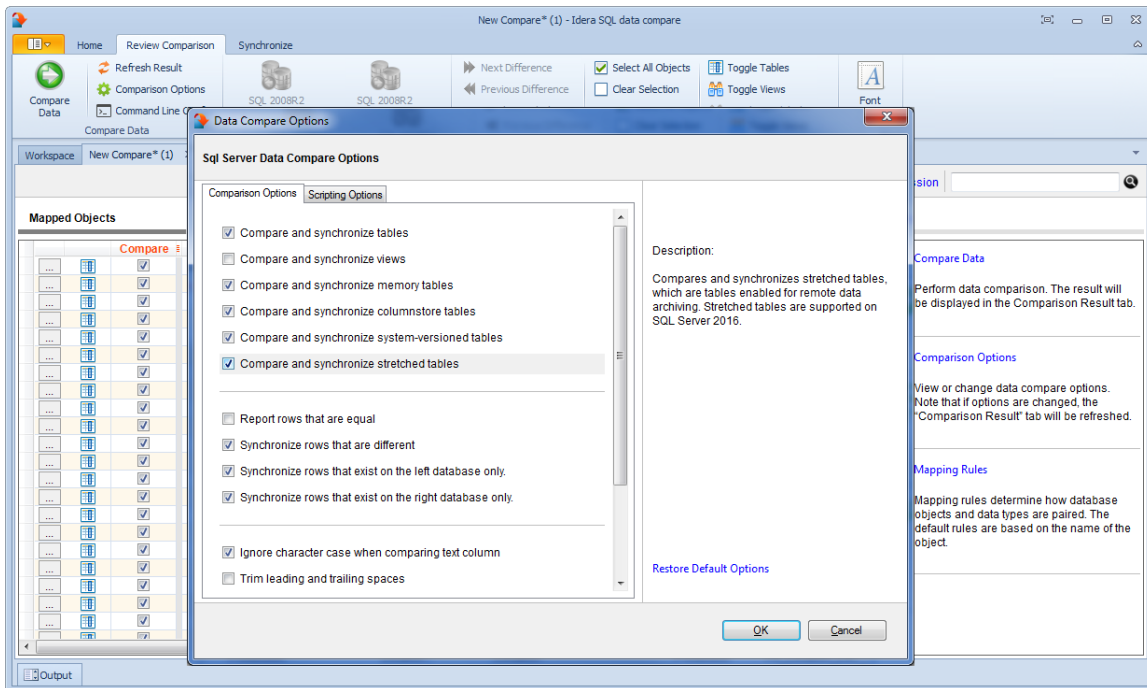 New Compare* (1) - Idera SQL data compare
Home
Review Comparison
Synchronize
Compare
Data
Refresh Result
Comparison Options
Command Line
Compare Data
SQL 2008R2
SQL 2008R2
Next Difference
Previous Difference
Select All Objects
Clear Selection
Toggle Tables
Toggle Views
Font
Workspace
New Compare* (1)
Mapped Objects
Compare
Data Compare Options
Sql Server Data Compare Options
Comparison Options
Scripting Options
Compare and synchronize tables
Compare and synchronize views
Compare and synchronize memory tables
Compare and synchronize columnstore tables
Compare and synchronize system-versioned tables
Compare and synchronize stretched tables
Report rows that are equal
Synchronize rows that are different
Synchronize rows that exist on the left database only.
Synchronize rows that exist on the right database only.
Ignore character case when comparing text column
Trim leading and trailing spaces
Description:
Compares and synchronizes stretched tables,
which are tables enabled for remote data
archiving. Stretched tables are supported on
SQL Server 2016.
Restore Default Options
OK
Cancel
ssion
Compare Data
Perform data comparison. The result will
be displayed in the Comparison Result tab.
Comparison Options
View or change data compare options.
Note that if options are changed, the
"Comparison Result" tab will be refreshed.
Mapping Rules
Mapping rules determine how database
objects and data types are paired. The
default rules are based on the name of the
object.
Output